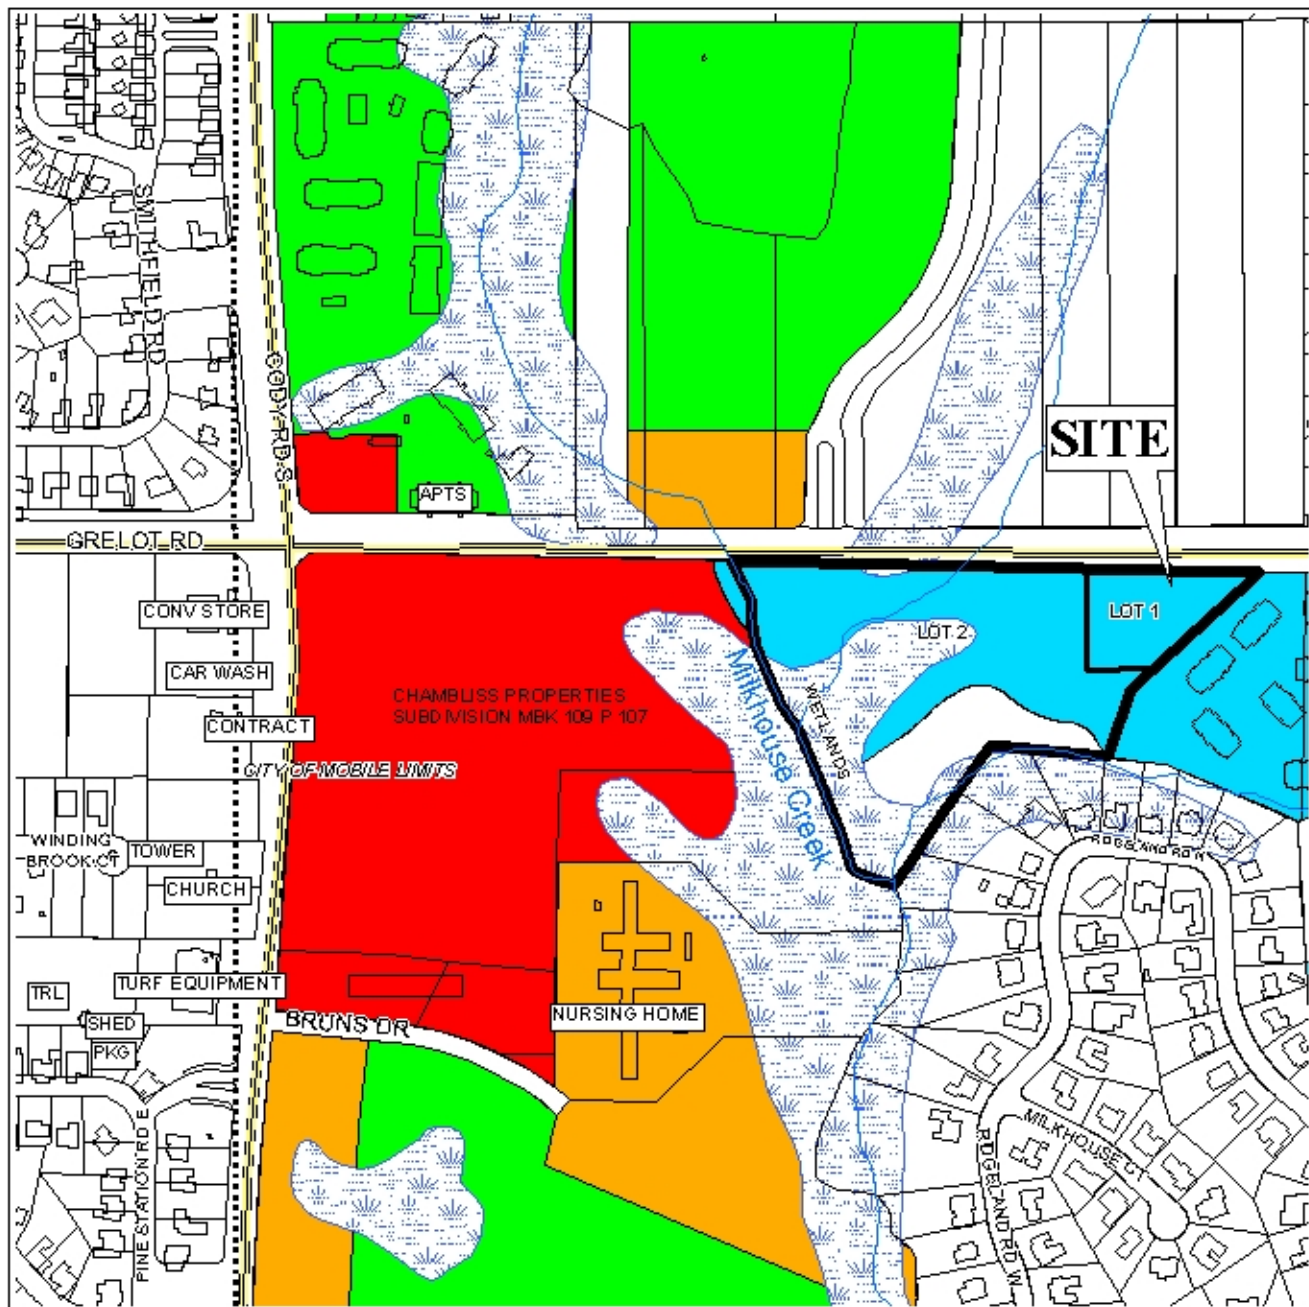 SMITHFIELD RD
CODY RD S
SITE
APTS
GRELOT RD
CONV STORE
LOT 1
LOT 2
CAR WASH
CHAMBLISS PROPERTIES
SUBDIVISION MBK 109 P 107
CONTRACT
WETLANDS
Milkhouse Creek
CITY OF MOBILE LIMITS
WINDING
BROOK CT
TOWER
RIDGELAND RD N
CHURCH
TURF EQUIPMENT
TRL
NURSING HOME
SHED
BRUNS DR
PKG
MILKHOUSE CT
RIDGELAND RD W
PINE STATION RD E